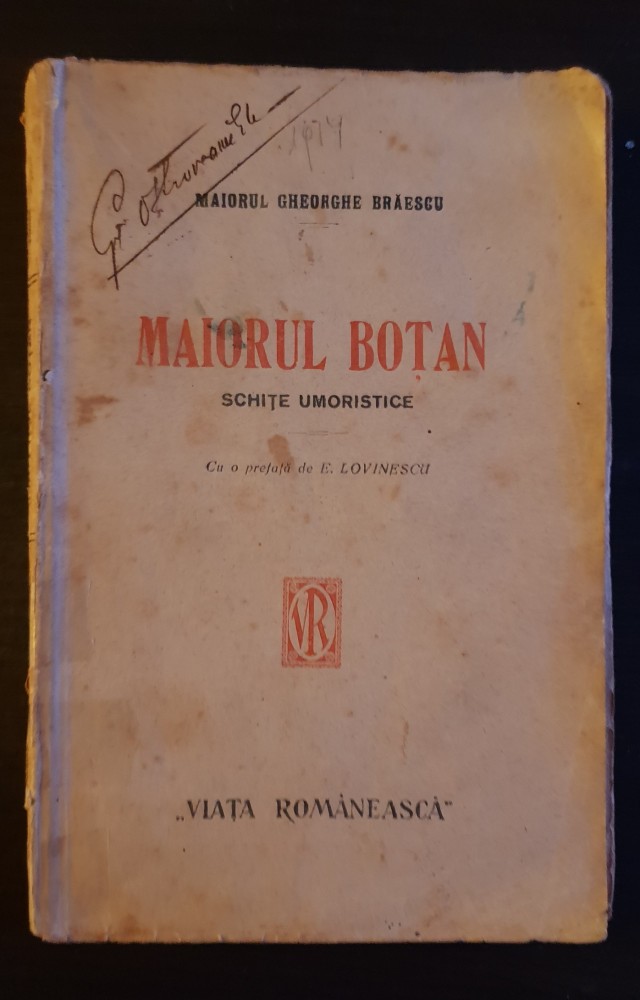 MAIORUL GHEORGHE BRĂESCU
MAIORUL BOȚAN
SCHIȚE UMORISTICE
Cu o prefață de E. LOVINESCU
VR
„VIAȚA ROMÂNEASCĂ”